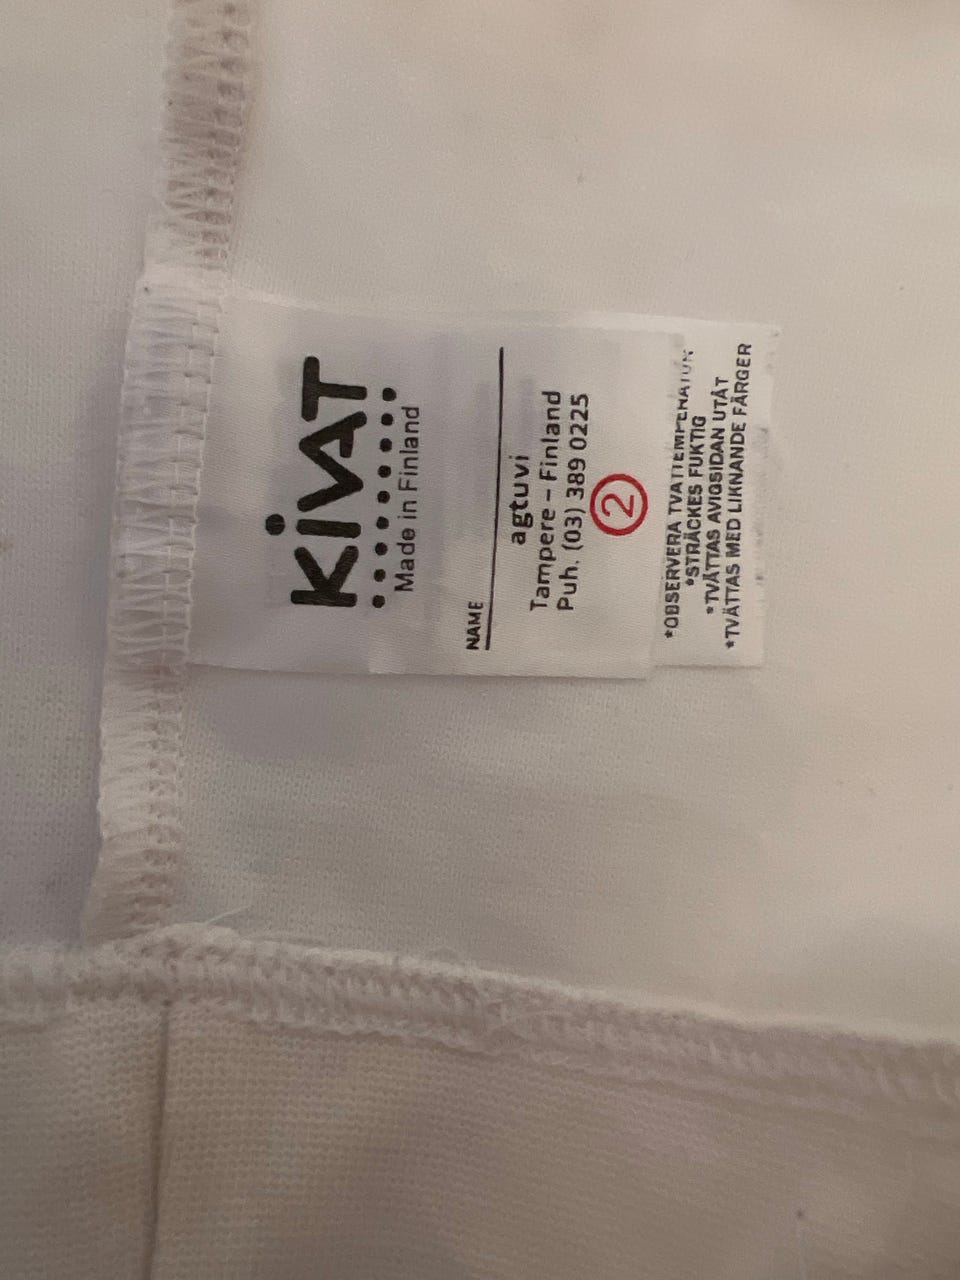 KIVAT
Made in Finland
NAME
agtuvi
Tampere – Finland
Puh. (03) 389 0225
2
*OBSERVERA TVÄTTEMPERATUR
*STRÄCKES FUKTIG
*TVÄTTAS AVIGSIDAN UTÅT
*TVÄTTAS MED LIKNANDE FÄRGER